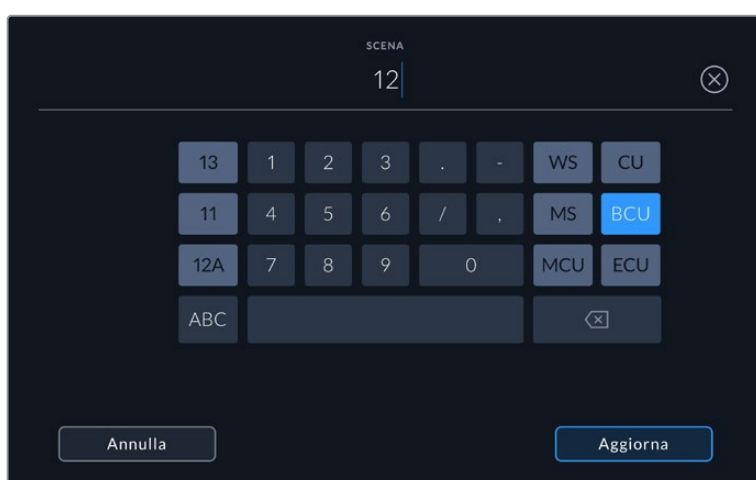 SCENA
12
13 1 2 3 . - WS CU
11 4 5 6 / , MS BCU
12A 7 8 9 0 MCU ECU
ABC
Annulla Aggiorna